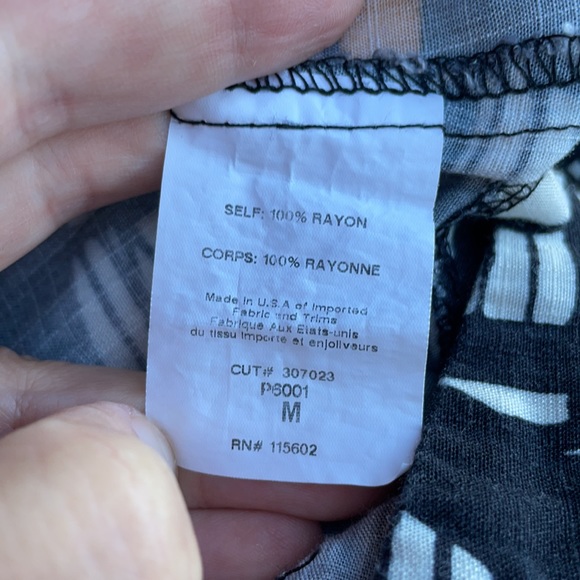 SELF: 100% RAYON
CORPS: 100% RAYONNE
Made in U.S.A of Imported
Fabric and Trims
Fabrique Aux Etats-unis
du tissu importe et enjoliveurs
CUT# 307023
P6001
M
RN# 115602